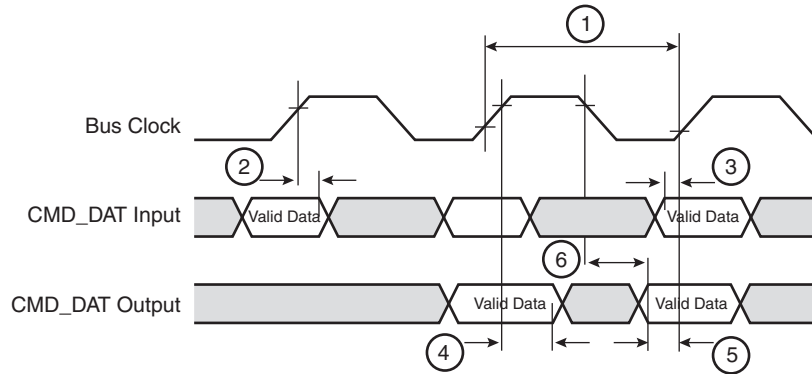 1
Bus Clock
2
3
CMD_DAT Input
Valid Data
Valid Data
6
CMD_DAT Output
Valid Data
Valid Data
4
5